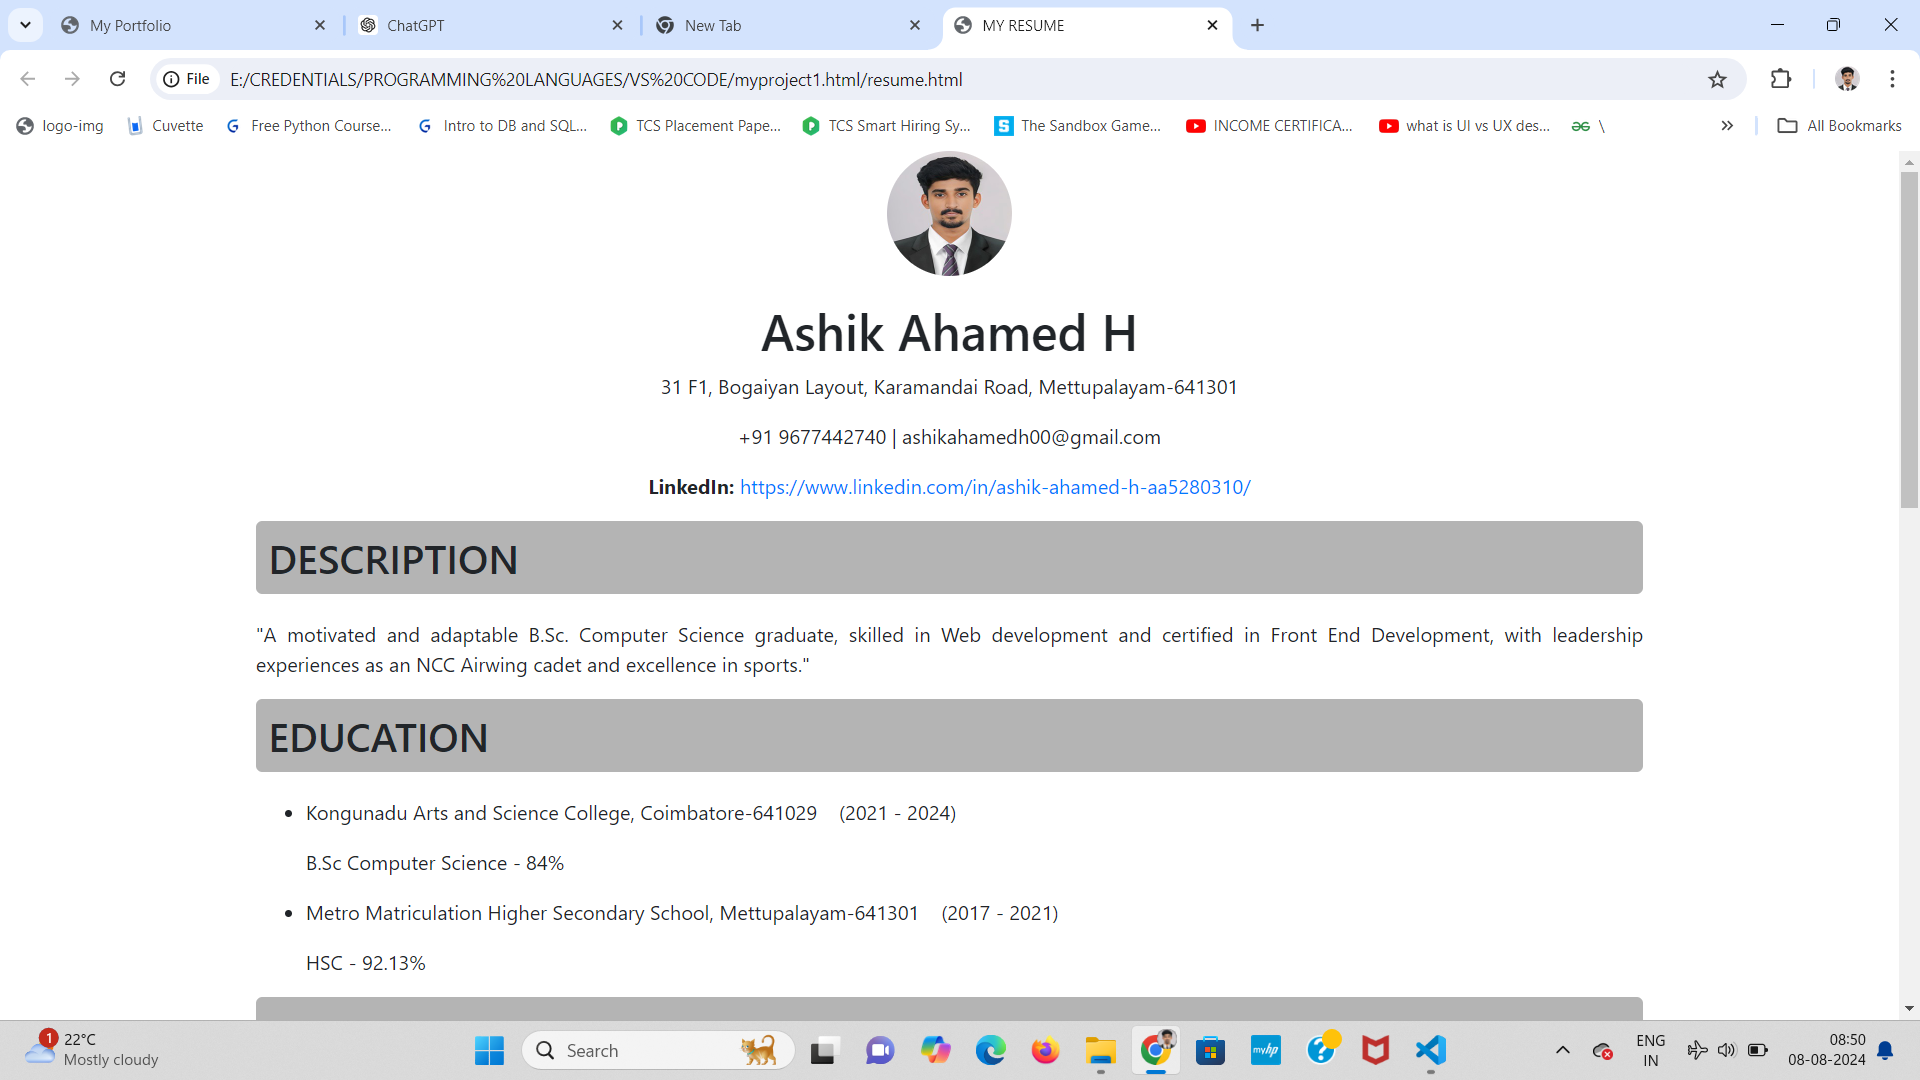 My Portfolio
ChatGPT
New Tab
MY RESUME
File
E:/CREDENTIALS/PROGRAMMING%20LANGUAGES/VS%20CODE/myproject1.html/resume.html
logo-img
Cuvette
Free Python Course...
Intro to DB and SQL...
TCS Placement Pape...
TCS Smart Hiring Sy...
The Sandbox Game...
INCOME CERTIFICA...
what is UI vs UX des...
\
All Bookmarks
Ashik Ahamed H
31 F1, Bogaiyan Layout, Karamandai Road, Mettupalayam-641301
+91 9677442740 | ashikahamedh00@gmail.com
LinkedIn: https://www.linkedin.com/in/ashik-ahamed-h-aa5280310/
DESCRIPTION
"A motivated and adaptable B.Sc. Computer Science graduate, skilled in Web development and certified in Front End Development, with leadership
experiences as an NCC Airwing cadet and excellence in sports."
EDUCATION
• Kongunadu Arts and Science College, Coimbatore-641029 (2021 - 2024)
B.Sc Computer Science - 84%
• Metro Matriculation Higher Secondary School, Mettupalayam-641301 (2017 - 2021)
HSC - 92.13%
1
22°C
Mostly cloudy
Search
myhp
ENG
IN
08:50
08-08-2024